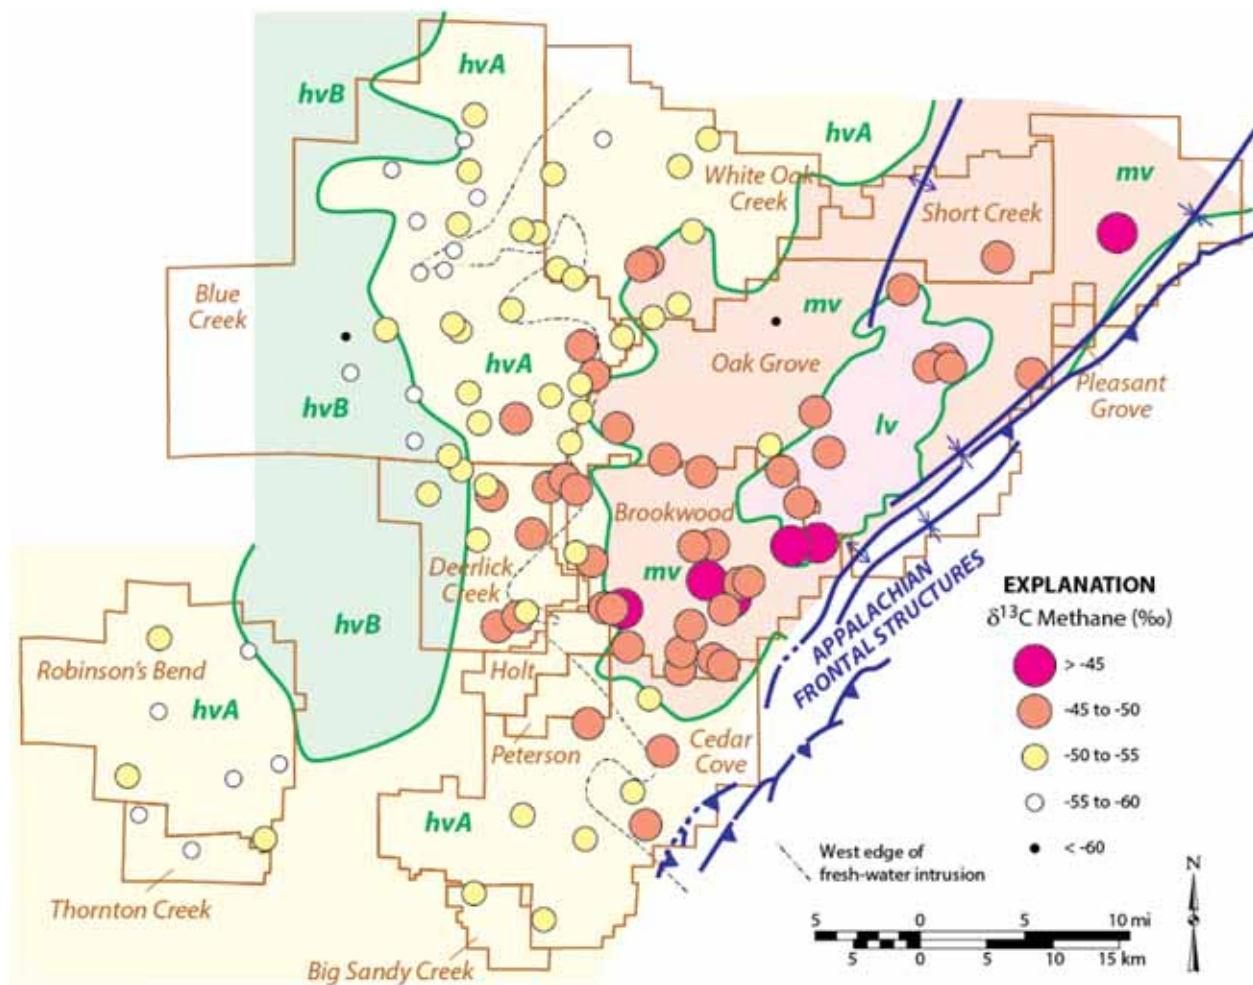 hvA
hvB
hvA
mv
White Oak
Creek
Short Creek
Blue
Creek
mv
hvA
Oak Grove
Pleasant
Grove
hvB
lv
Brookwood
Deerlick
Creek
mv
EXPLANATION
δ¹³C Methane (‰)
> -45
-45 to -50
-50 to -55
-55 to -60
< -60
West edge of
fresh-water intrusion
APPALACHIAN
FRONTAL STRUCTURES
hvB
Robinson's Bend
hvA
Holt
Peterson
Cedar
Cove
hvA
Thornton Creek
Big Sandy Creek
N
5 0 5 10 mi
5 0 5 10 15 km